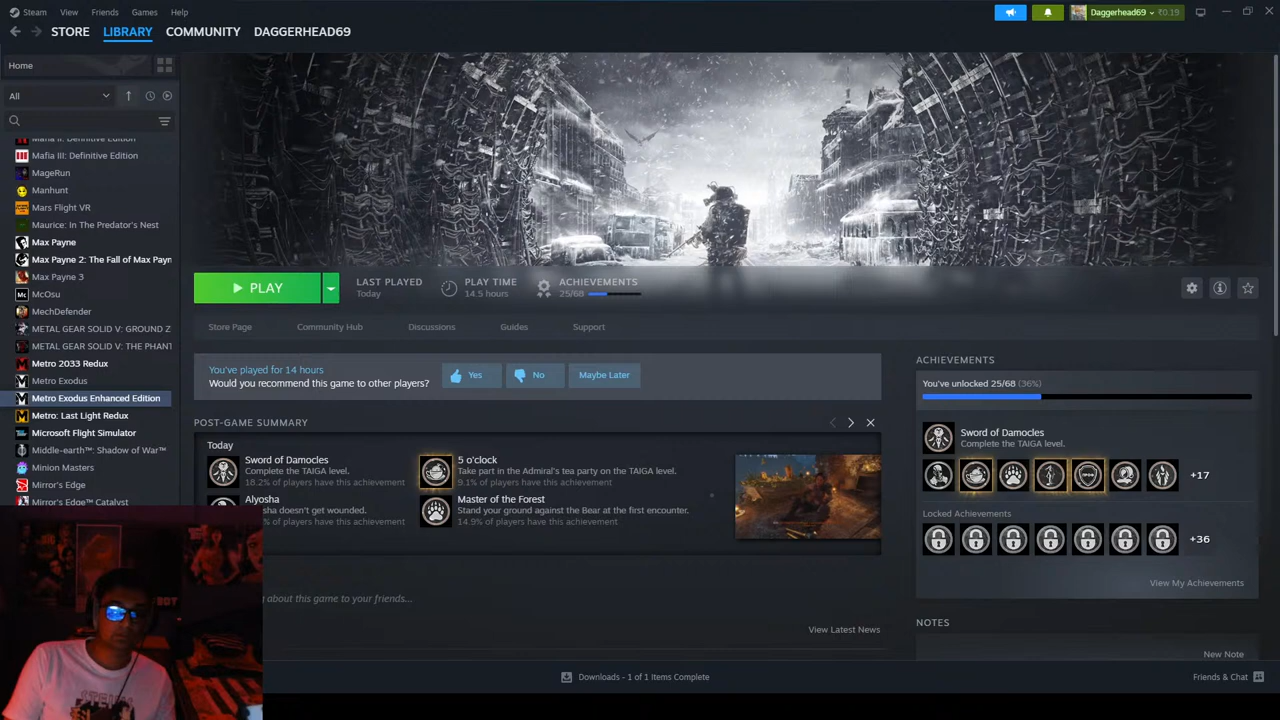 Steam View Friends Games Help
Daggerhead69 ₹0.19
STORE LIBRARY COMMUNITY DAGGERHEAD69
Home
All
Mafia II: Definitive Edition
Mafia III: Definitive Edition
MageRun
Manhunt
Mars Flight VR
Maurice: In The Predator's Nest
Max Payne
Max Payne 2: The Fall of Max Payn
Max Payne 3
Mc McOsu
MechDefender
METAL GEAR SOLID V: GROUND Z
METAL GEAR SOLID V: THE PHANT
Metro 2033 Redux
Metro Exodus
Metro Exodus Enhanced Edition
Metro: Last Light Redux
Microsoft Flight Simulator
Middle-earth™: Shadow of War™
Minion Masters
Mirror's Edge
Mirror's Edge™ Catalyst
PLAY
LAST PLAYED
Today
PLAY TIME
14.5 hours
ACHIEVEMENTS
25/68
Store Page Community Hub Discussions Guides Support
You've played for 14 hours
Would you recommend this game to other players?
Yes No Maybe Later
POST-GAME SUMMARY
Today
Sword of Damocles
Complete the TAIGA level.
18.2% of players have this achievement
5 o'clock
Take part in the Admiral's tea party on the TAIGA level.
9.1% of players have this achievement
Alyosha
doesn't get wounded.
% of players have this achievement
Master of the Forest
Stand your ground against the Bear at the first encounter.
14.9% of players have this achievement
about this game to your friends...
View Latest News
ACHIEVEMENTS
You've unlocked 25/68 (36%)
Sword of Damocles
Complete the TAIGA level.
+17
Locked Achievements
+36
View My Achievements
NOTES
New Note
Downloads - 1 of 1 Items Complete
Friends & Chat